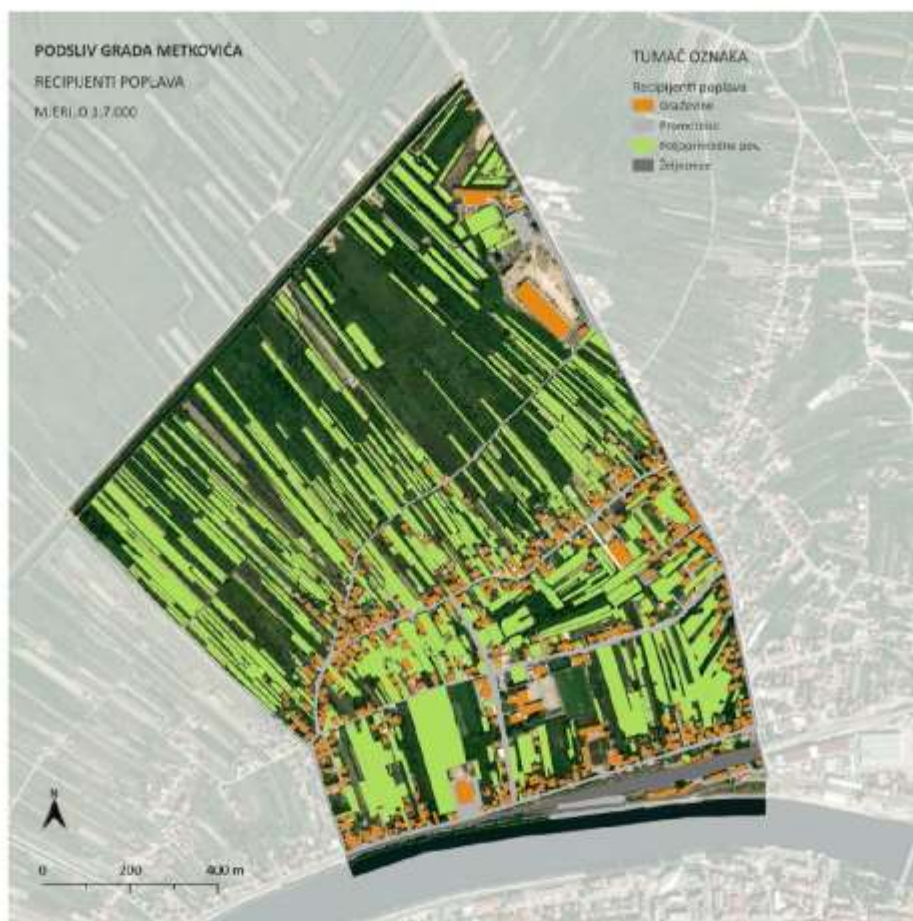 PODSLIV GRADA METKOVIĆA
RECIPIJENTI POPLAVA
MJERILO 1:7.000
TUMAČ OZNAKA
Recipijenti poplava
Građevine
Prometnice
Poljoprivredne pov.
Željeznice
N
0 200 400 m